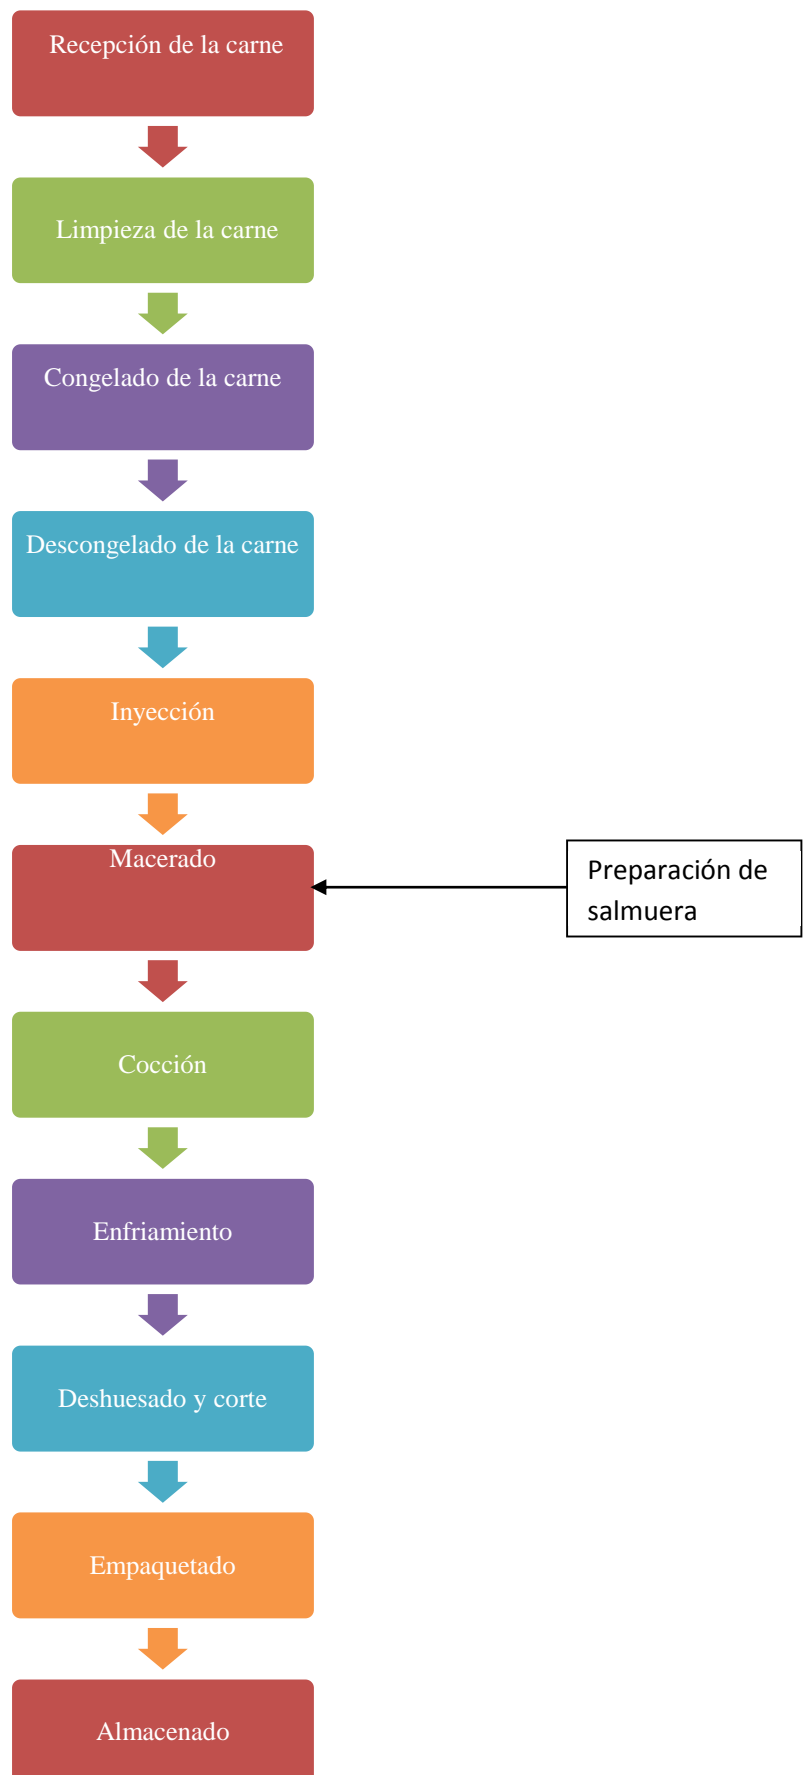 Recepción de la carne
Limpieza de la carne
Congelado de la carne
Descongelado de la carne
Inyección
Macerado
Preparación de
salmuera
Cocción
Enfriamiento
Deshuesado y corte
Empaquetado
Almacenado